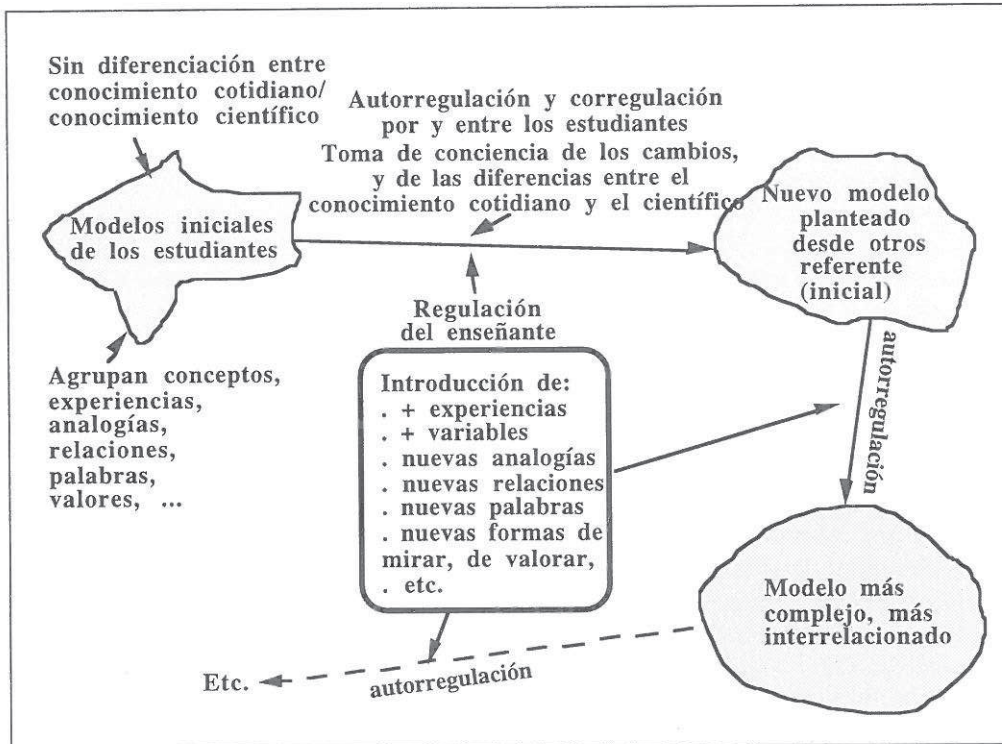 Sin diferenciación entre
conocimiento cotidiano/
conocimiento científico
Autorregulación y corregulación
por y entre los estudiantes
Toma de conciencia de los cambios,
y de las diferencias entre el
conocimiento cotidiano y el científico
Modelos iniciales
de los estudiantes
Nuevo modelo
planteado
desde otros
referente
(inicial)
Regulación
del enseñante
autorregulación
Agrupan conceptos,
experiencias,
analogías,
relaciones,
palabras,
valores, ...
Introducción de:
. + experiencias
. + variables
. nuevas analogías
. nuevas relaciones
. nuevas palabras
. nuevas formas de
mirar, de valorar,
. etc.
Modelo más
complejo, más
interrelacionado
Etc.
autorregulación